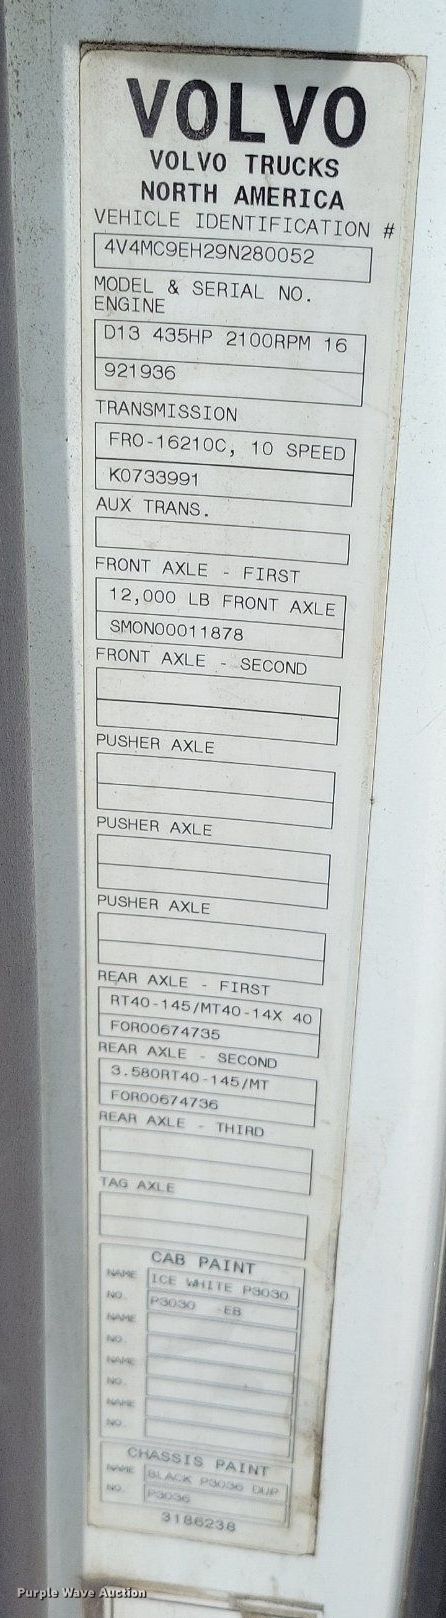 VOLVO
VOLVO TRUCKS
NORTH AMERICA
VEHICLE IDENTIFICATION #
4V4MC9EH29N280052
MODEL & SERIAL NO.
ENGINE
D13 435HP 2100RPM 16
921936
TRANSMISSION
FRO-16210C, 10 SPEED
K0733991
AUX TRANS.
FRONT AXLE - FIRST
12,000 LB FRONT AXLE
SMON00011878
FRONT AXLE - SECOND
PUSHER AXLE
PUSHER AXLE
PUSHER AXLE
REAR AXLE - FIRST
RT40-145/MT40-14X 40
FOR00674735
REAR AXLE - SECOND
3.580RT40-145/MT
FOR00674736
REAR AXLE - THIRD
TAG AXLE
CAB PAINT
NAME ICE WHITE P3030
NO. P3030 -EB
NAME
NO.
NAME
NO.
NAME
NO.
CHASSIS PAINT
NAME BLACK P3036 DUP
NO. P3036
3186238
Purple Wave Auction